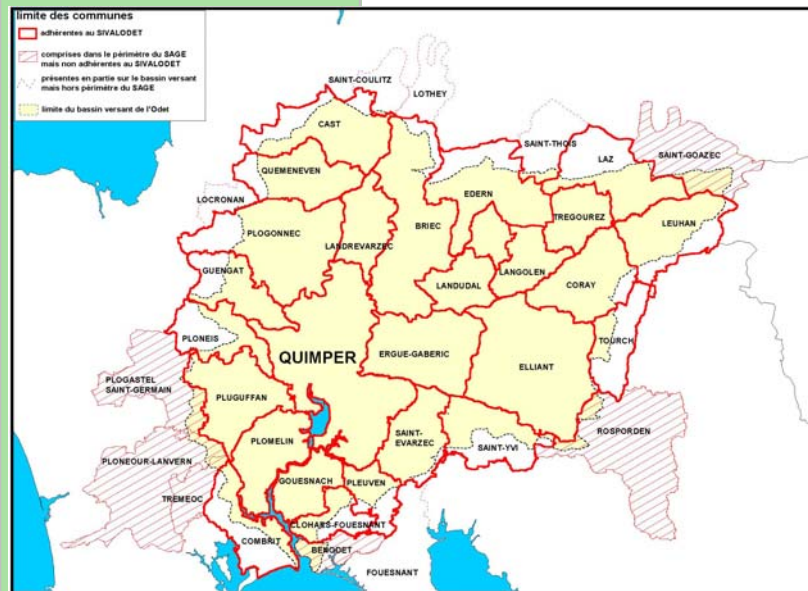 limite des communes
adhérentes au SIVALODET
comprises dans le périmètre du SAGE
mais non adhérentes au SIVALODET
présentes en partie sur le bassin versant
mais hors périmètre du SAGE
limite du bassin versant de l'Odet
SAINT-COULITZ
LOTHEY
CAST
SAINT-THOIS
LAZ
SAINT-GOAZEC
QUEMENEVEN
EDERN
LOCRONAN
TREGOUREZ
LEUHAN
PLOGONNEC
BRIEC
LANDREVARZEC
GUENGAT
LANGOLEN
LANDUDAL
CORAY
PLONEIS
TOURCH
QUIMPER
ERGUE-GABERIC
ELLIANT
PLOGASTEL
SAINT-GERMAIN
PLUGUFFAN
ROSPORDEN
PLOMELIN
SAINT-
EVARZEC
SAINT-YVI
PLONEOUR-LANVERN
GOUESNACH
PLEUVEN
TREMEOC
CLOHARS-FOUESNANT
COMBRIT
BENODET
FOUESNANT